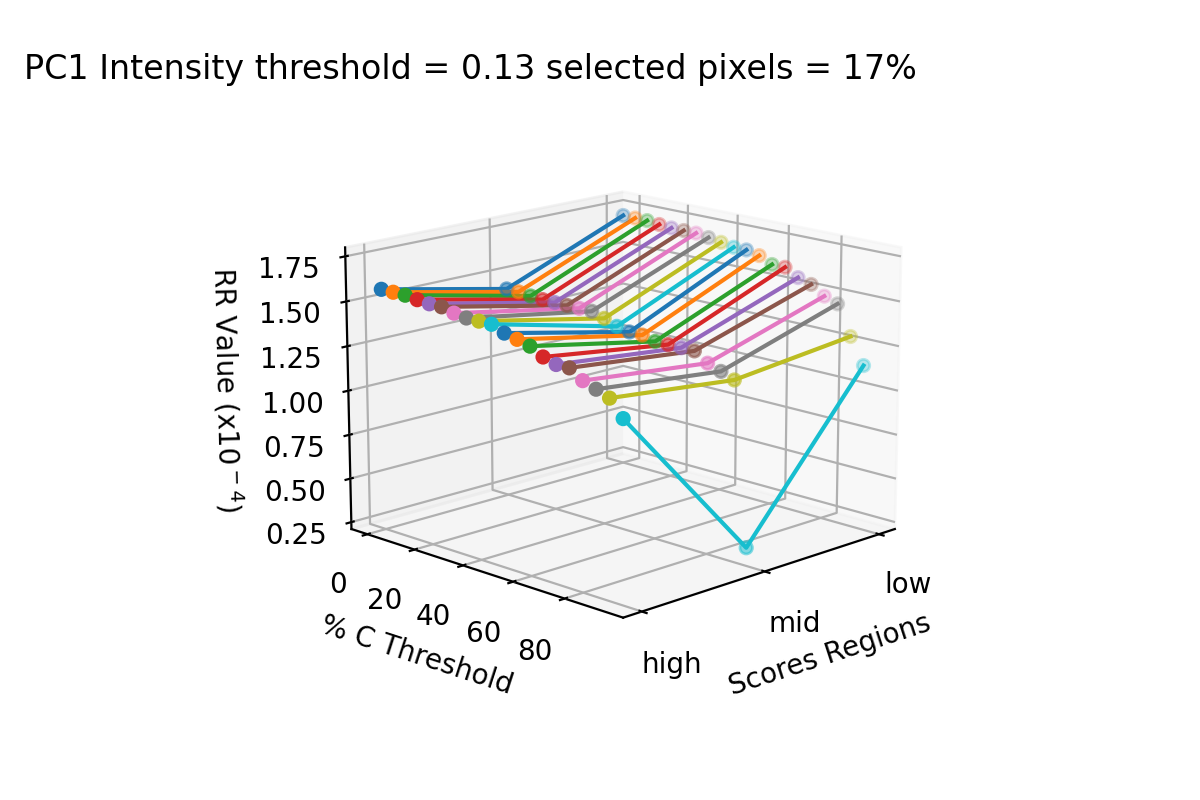 PC1 Intensity threshold = 0.13 selected pixels = 17%
RR Value (x10⁻⁴)
1.75
1.50
1.25
1.00
0.75
0.50
0.25
0
20
40
60
80
% C Threshold
high
mid
low
Scores Regions